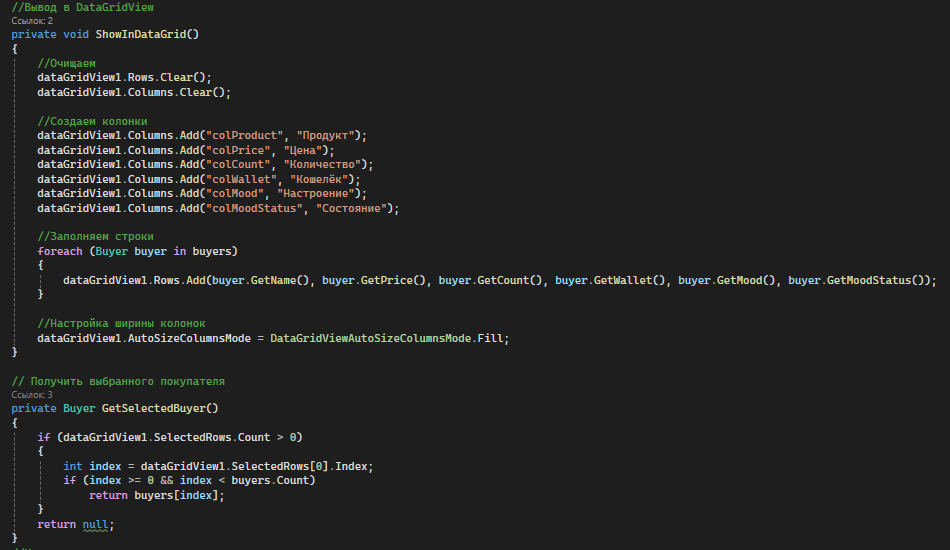 //Вывод в DataGridView
Ссылок: 2
private void ShowInDataGrid()
{
    //Очищаем
    dataGridView1.Rows.Clear();
    dataGridView1.Columns.Clear();

    //Создаем колонки
    dataGridView1.Columns.Add("colProduct", "Продукт");
    dataGridView1.Columns.Add("colPrice", "Цена");
    dataGridView1.Columns.Add("colCount", "Количество");
    dataGridView1.Columns.Add("colWallet", "Кошелёк");
    dataGridView1.Columns.Add("colMood", "Настроение");
    dataGridView1.Columns.Add("colMoodStatus", "Состояние");

    //Заполняем строки
    foreach (Buyer buyer in buyers)
    {
        dataGridView1.Rows.Add(buyer.GetName(), buyer.GetPrice(), buyer.GetCount(), buyer.GetWallet(), buyer.GetMood(), buyer.GetMoodStatus());
    }

    //Настройка ширины колонок
    dataGridView1.AutoSizeColumnsMode = DataGridViewAutoSizeColumnsMode.Fill;
}

// Получить выбранного покупателя
Ссылок: 3
private Buyer GetSelectedBuyer()
{
    if (dataGridView1.SelectedRows.Count > 0)
    {
        int index = dataGridView1.SelectedRows[0].Index;
        if (index >= 0 && index < buyers.Count)
            return buyers[index];
    }
    return null;
}